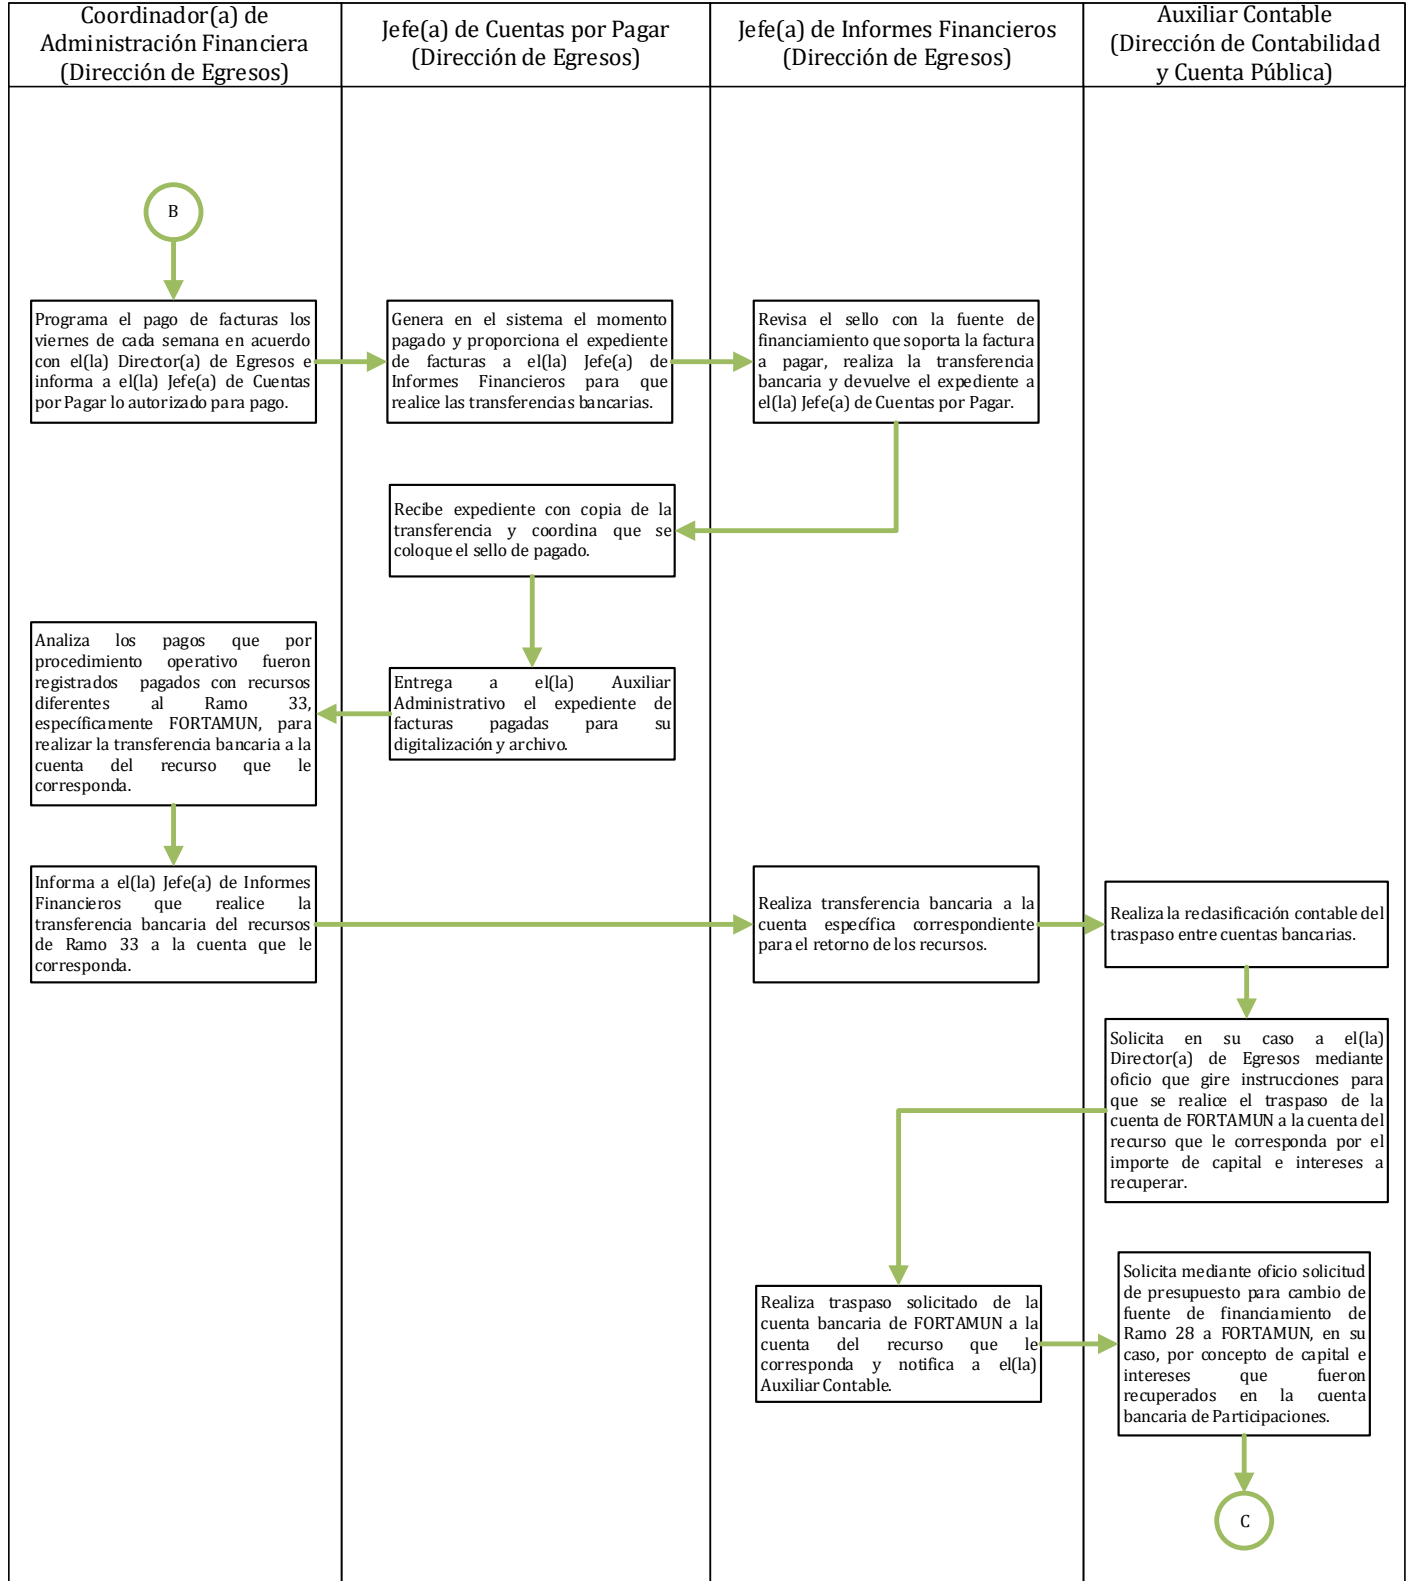 Coordinador(a) de
Administración Financiera
(Dirección de Egresos)
Jefe(a) de Cuentas por Pagar
(Dirección de Egresos)
Jefe(a) de Informes Financieros
(Dirección de Egresos)
Auxiliar Contable
(Dirección de Contabilidad
y Cuenta Pública)
B
Programa el pago de facturas los
viernes de cada semana en acuerdo
con el(la) Director(a) de Egresos e
informa a el(la) Jefe(a) de Cuentas
por Pagar lo autorizado para pago.
Genera en el sistema el momento
pagado y proporciona el expediente
de facturas a el(la) Jefe(a) de
Informes Financieros para que
realice las transferencias bancarias.
Revisa el sello con la fuente de
financiamiento que soporta la factura
a pagar, realiza la transferencia
bancaria y devuelve el expediente a
el(la) Jefe(a) de Cuentas por Pagar.
Recibe expediente con copia de la
transferencia y coordina que se
coloque el sello de pagado.
Entrega a el(la) Auxiliar
Administrativo el expediente de
facturas pagadas para su
digitalización y archivo.
Analiza los pagos que por
procedimiento operativo fueron
registrados pagados con recursos
diferentes al Ramo 33,
específicamente FORTAMUN, para
realizar la transferencia bancaria a la
cuenta del recurso que le
corresponda.
Informa a el(la) Jefe(a) de Informes
Financieros que realice la
transferencia bancaria del recursos
de Ramo 33 a la cuenta que le
corresponda.
Realiza transferencia bancaria a la
cuenta específica correspondiente
para el retorno de los recursos.
Realiza la reclasificación contable del
traspaso entre cuentas bancarias.
Solicita en su caso a el(la)
Director(a) de Egresos mediante
oficio que gire instrucciones para
que se realice el traspaso de la
cuenta de FORTAMUN a la cuenta del
recurso que le corresponda por el
importe de capital e intereses a
recuperar.
Realiza traspaso solicitado de la
cuenta bancaria de FORTAMUN a la
cuenta del recurso que le
corresponda y notifica a el(la)
Auxiliar Contable.
Solicita mediante oficio solicitud
de presupuesto para cambio de
fuente de financiamiento de
Ramo 28 a FORTAMUN, en su
caso, por concepto de capital e
intereses que fueron
recuperados en la cuenta
bancaria de Participaciones.
C